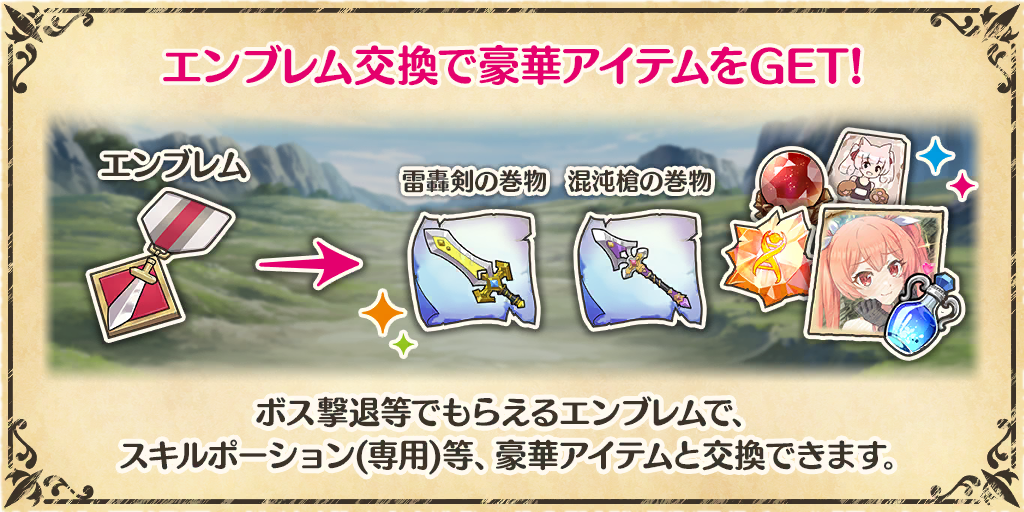 エンブレム交換で豪華アイテムをGET!
エンブレム
雷轟剣の巻物
混沌槍の巻物
ボス撃退等でもらえるエンブレムで、
スキルポーション(専用)等、豪華アイテムと交換できます。